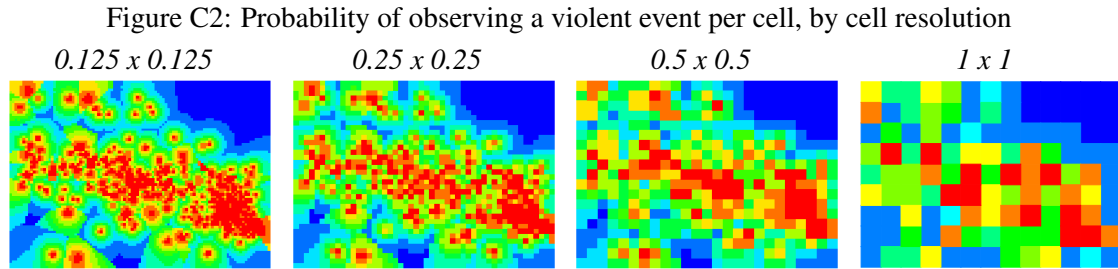 Figure C2: Probability of observing a violent event per cell, by cell resolution
0.125 x 0.125 0.25 x 0.25 0.5 x 0.5 1 x 1